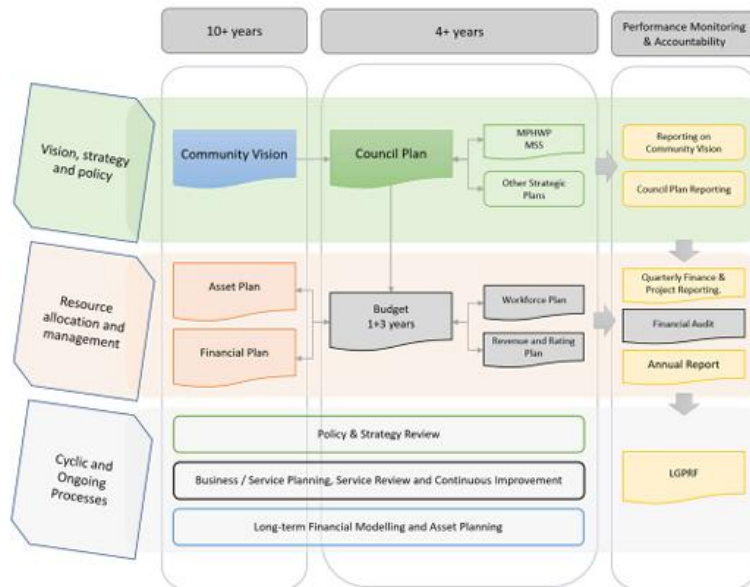 10+ years
4+ years
Performance Monitoring
& Accountability
Vision, strategy
and policy
Community Vision
Council Plan
MPHWP
MSS
Other Strategic
Plans
Reporting on
Community Vision
Council Plan Reporting
Resource
allocation and
management
Asset Plan
Financial Plan
Budget
1+3 years
Workforce Plan
Revenue and Rating
Plan
Quarterly Finance &
Project Reporting.
Financial Audit
Annual Report
Cyclic and
Ongoing
Processes
Policy & Strategy Review
Business / Service Planning, Service Review and Continuous Improvement
Long-term Financial Modelling and Asset Planning
LGPRF